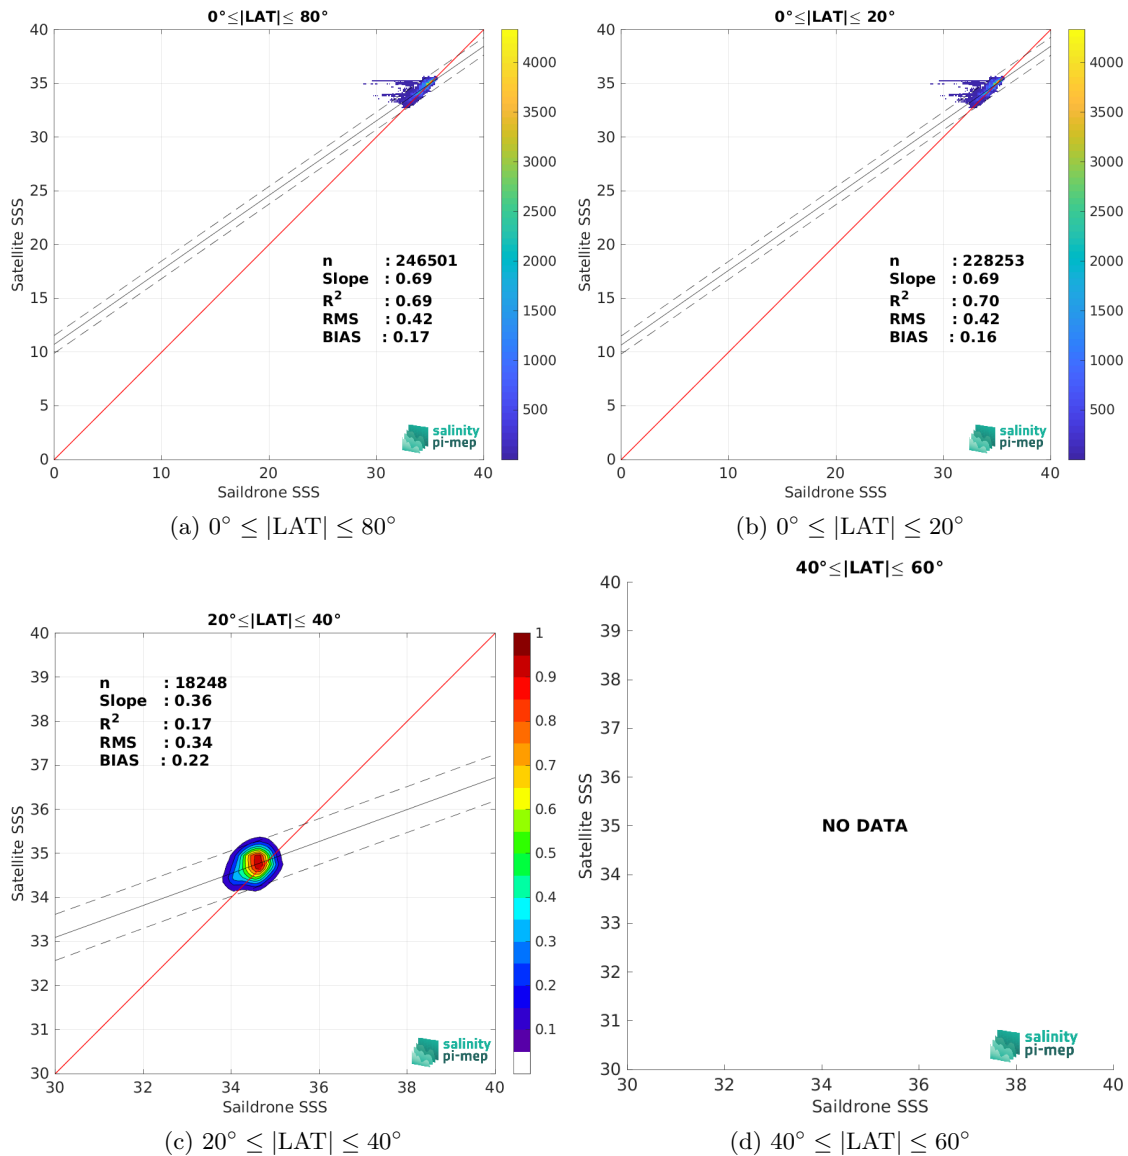 0°≤|LAT|≤ 80°
40
35
30
25
20
15
10
5
0
0
10
20
30
40
Satellite SSS
Saildrone SSS
n : 246501
Slope : 0.69
R² : 0.69
RMS : 0.42
BIAS : 0.17
salinity
pi-mep
4000
3500
3000
2500
2000
1500
1000
500
(a) 0° ≤ |LAT| ≤ 80°
0°≤|LAT|≤ 20°
40
35
30
25
20
15
10
5
0
0
10
20
30
40
Satellite SSS
Saildrone SSS
n : 228253
Slope : 0.69
R² : 0.70
RMS : 0.42
BIAS : 0.16
salinity
pi-mep
4000
3500
3000
2500
2000
1500
1000
500
(b) 0° ≤ |LAT| ≤ 20°
20°≤|LAT|≤ 40°
40
39
38
37
36
35
34
33
32
31
30
30
32
34
36
38
40
Satellite SSS
Saildrone SSS
n : 18248
Slope : 0.36
R² : 0.17
RMS : 0.34
BIAS : 0.22
salinity
pi-mep
1
0.9
0.8
0.7
0.6
0.5
0.4
0.3
0.2
0.1
(c) 20° ≤ |LAT| ≤ 40°
40°≤|LAT|≤ 60°
40
39
38
37
36
35
34
33
32
31
30
30
32
34
36
38
40
Satellite SSS
Saildrone SSS
NO DATA
salinity
pi-mep
(d) 40° ≤ |LAT| ≤ 60°